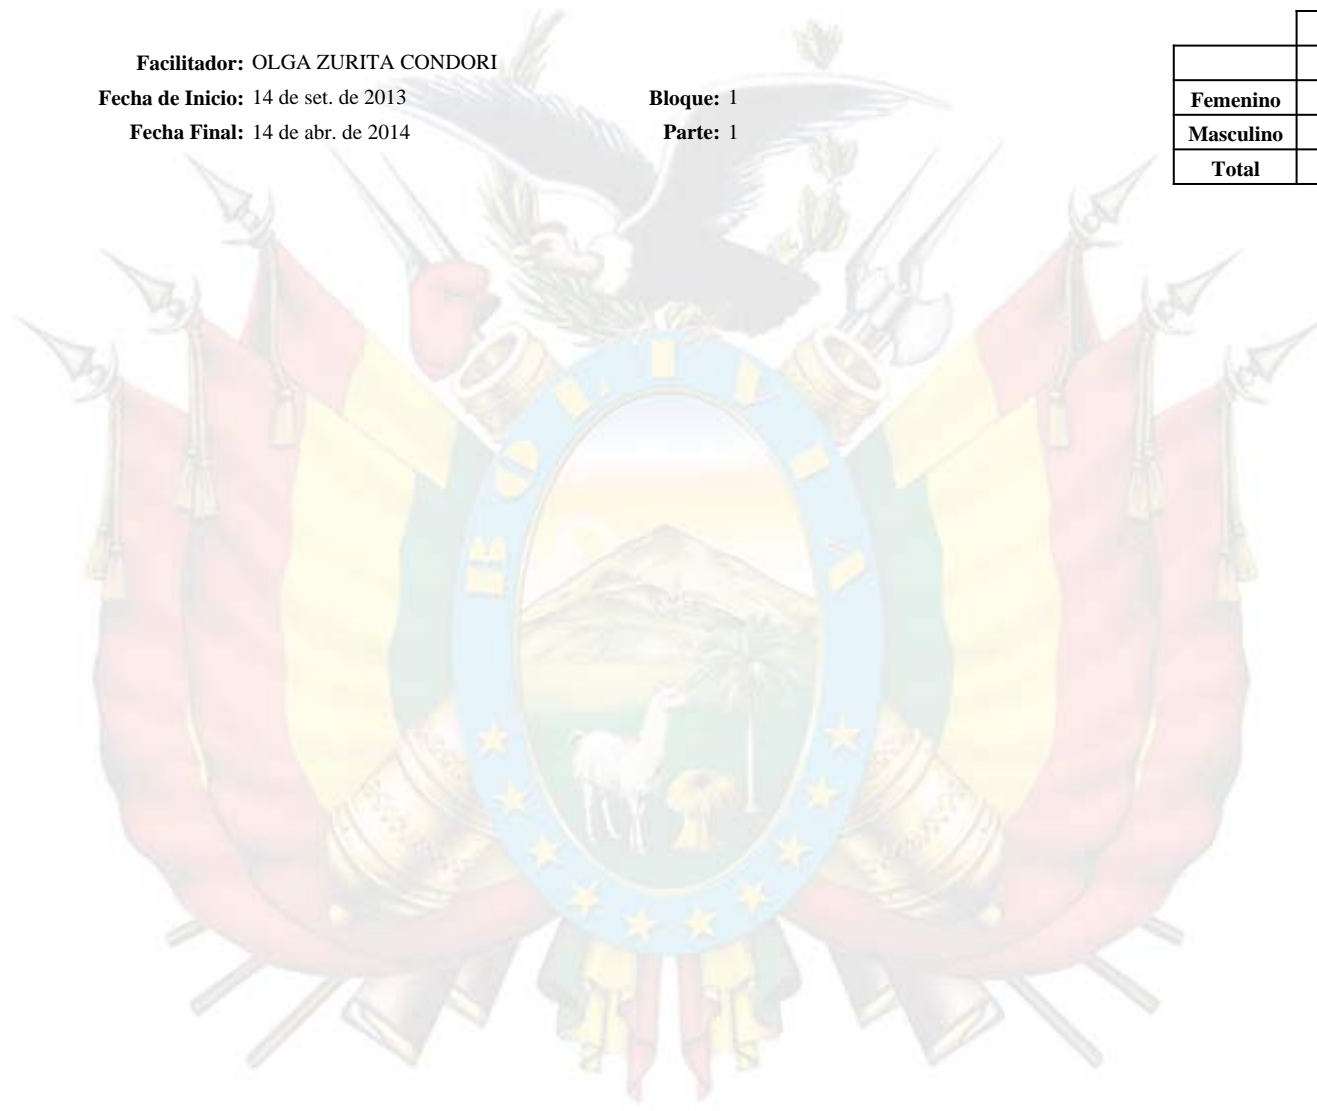 Facilitador: OLGA ZURITA CONDORI
Fecha de Inicio: 14 de set. de 2013 Bloque: 1
Fecha Final: 14 de abr. de 2014 Parte: 1
Femenino
Masculino
Total
BOLIVIA